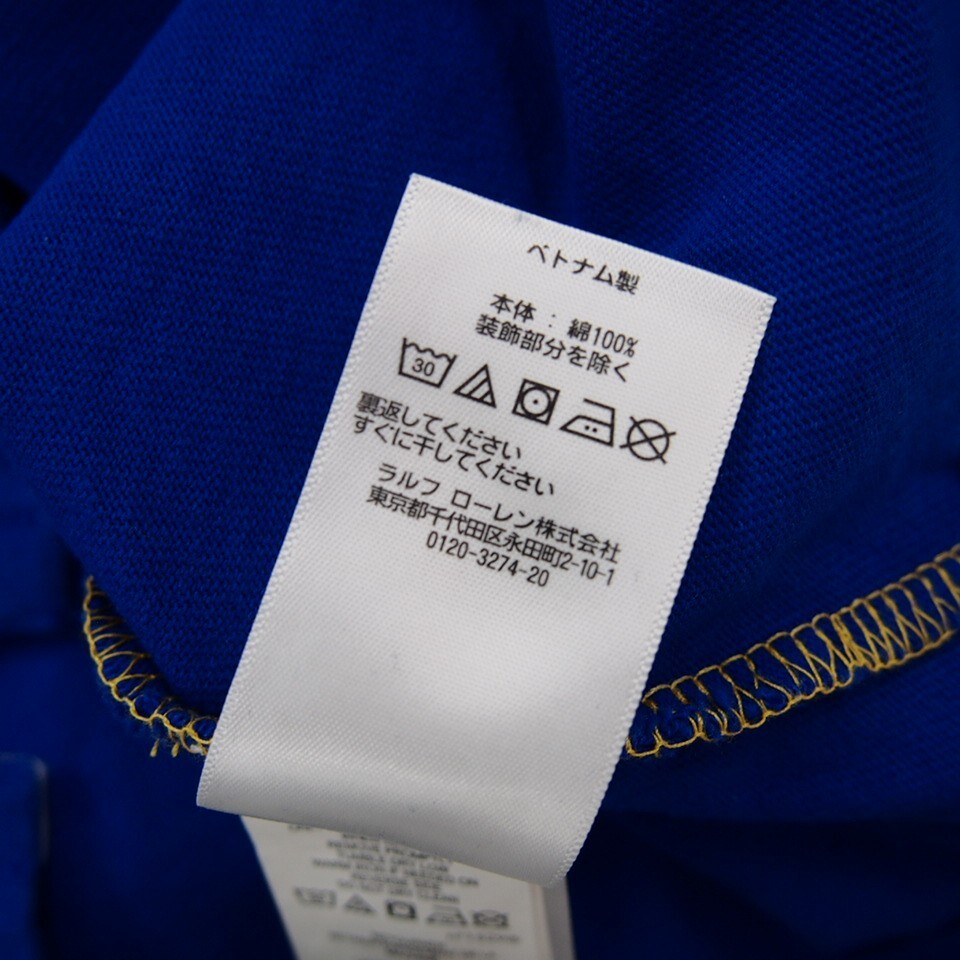 ベトナム製
本体 : 綿100%
装飾部分を除く
30
裏返してください
すぐに干してください
ラルフ ローレン株式会社
東京都千代田区永田町2-10-1
0120-3274-20
TUMBLE DRY LOW